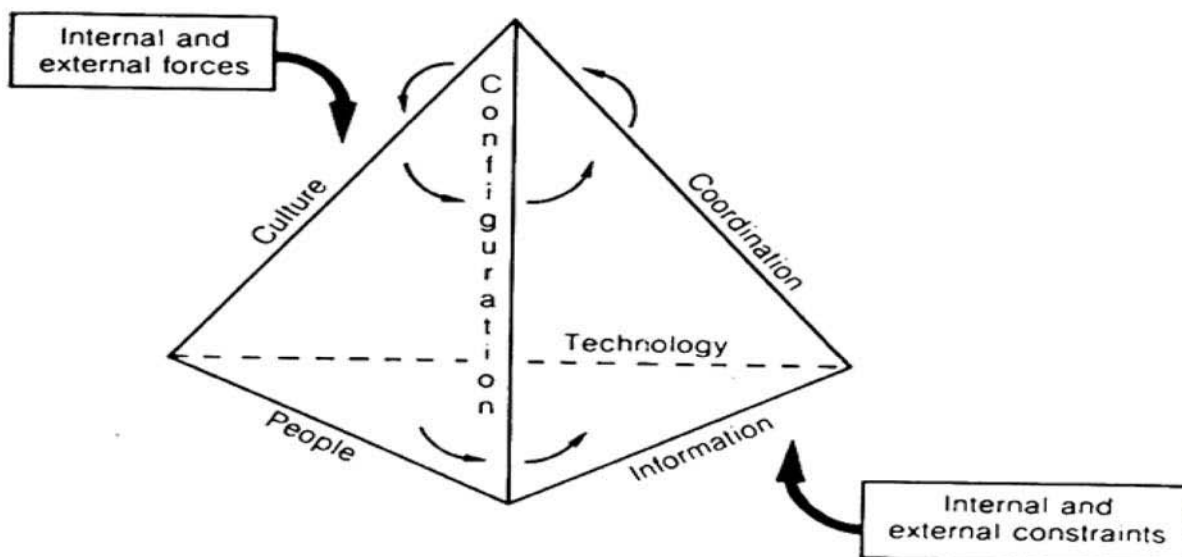 Internal and
external forces
Configuration
Culture
Coordination
Technology
People
Information
Internal and
external constraints